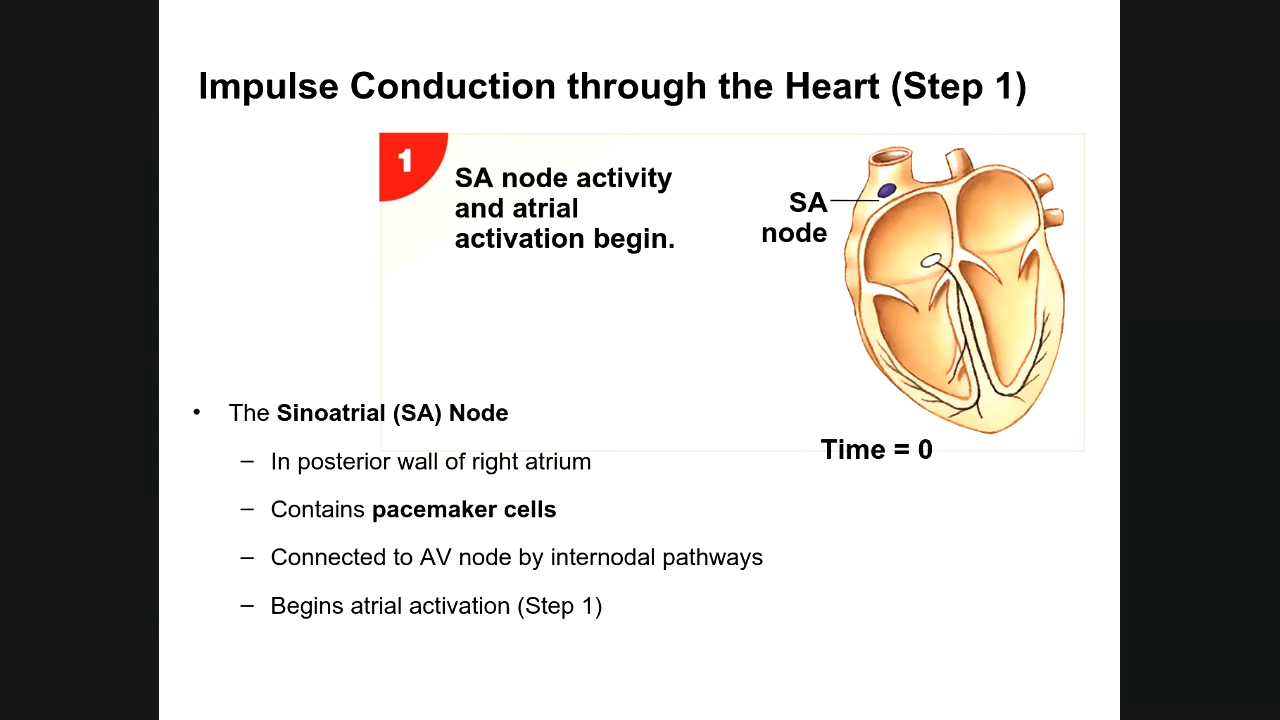 Impulse Conduction through the Heart (Step 1)
1
SA node activity
and atrial
activation begin.
SA
node
Time = 0
• The Sinoatrial (SA) Node
– In posterior wall of right atrium
– Contains pacemaker cells
– Connected to AV node by internodal pathways
– Begins atrial activation (Step 1)